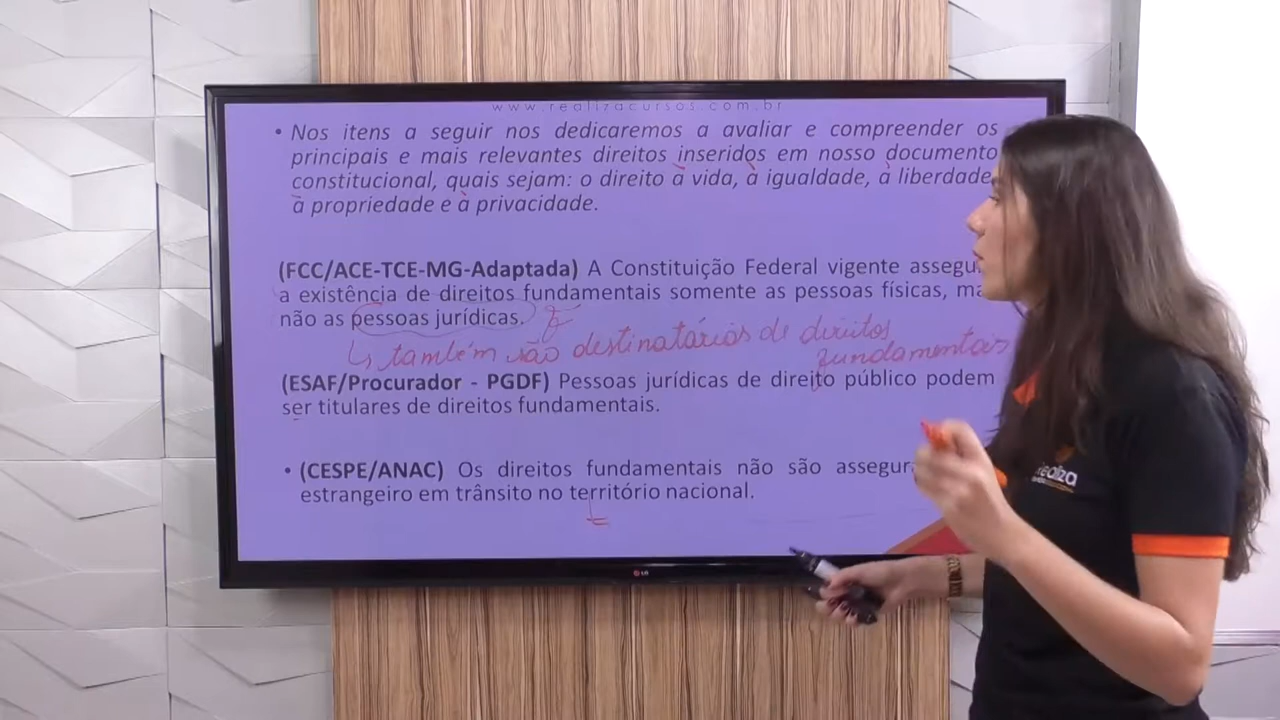 www.realizacursos.com.br
• Nos itens a seguir nos dedicaremos a avaliar e compreender os
principais e mais relevantes direitos inseridos em nosso documento
constitucional, quais sejam: o direito à vida, à igualdade, à liberdade,
à propriedade e à privacidade.
(FCC/ACE-TCE-MG-Adaptada) A Constituição Federal vigente assegu
a existência de direitos fundamentais somente as pessoas físicas, ma
não as pessoas jurídicas. F
↳ também são destinatários de direitos
fundamentais
(ESAF/Procurador - PGDF) Pessoas jurídicas de direito público podem
ser titulares de direitos fundamentais.
• (CESPE/ANAC) Os direitos fundamentais não são assegur
estrangeiro em trânsito no território nacional.
LG
realiza